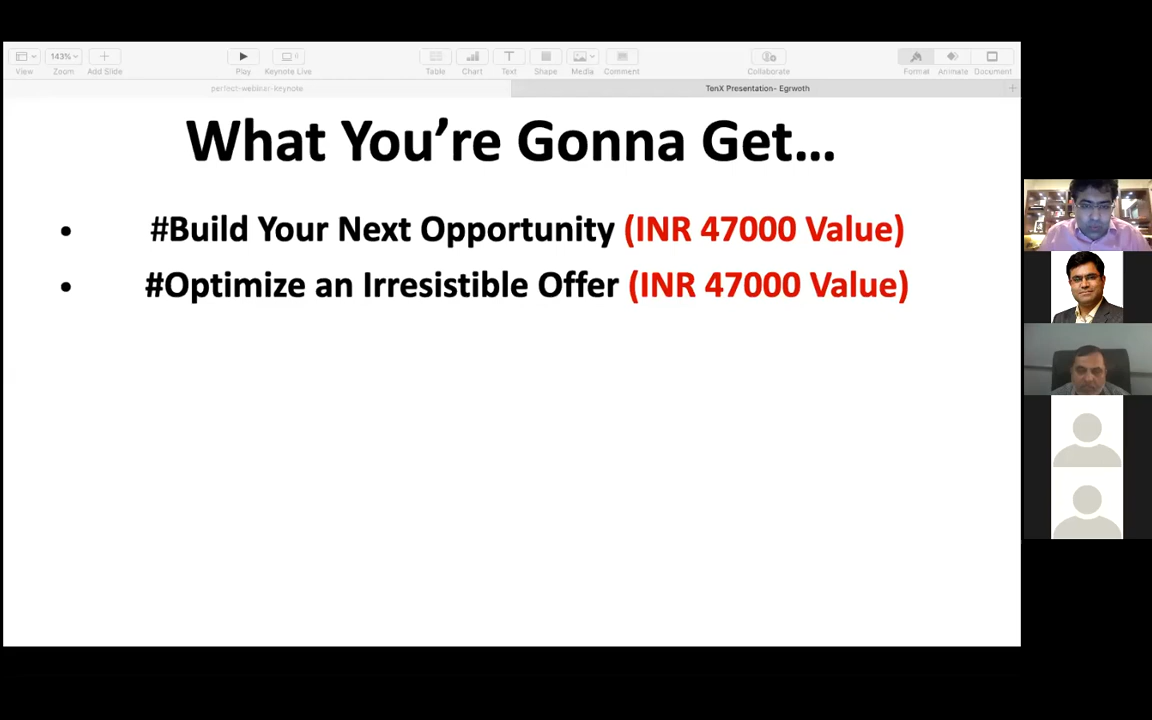 143%
View
Zoom
Add Slide
Play
Keynote Live
Table
Chart
Text
Shape
Media
Comment
Collaborate
Format
Animate
Document
perfect-webinar-keynote
TenX Presentation- Egrwoth
What You’re Gonna Get...
• #Build Your Next Opportunity (INR 47000 Value)
• #Optimize an Irresistible Offer (INR 47000 Value)